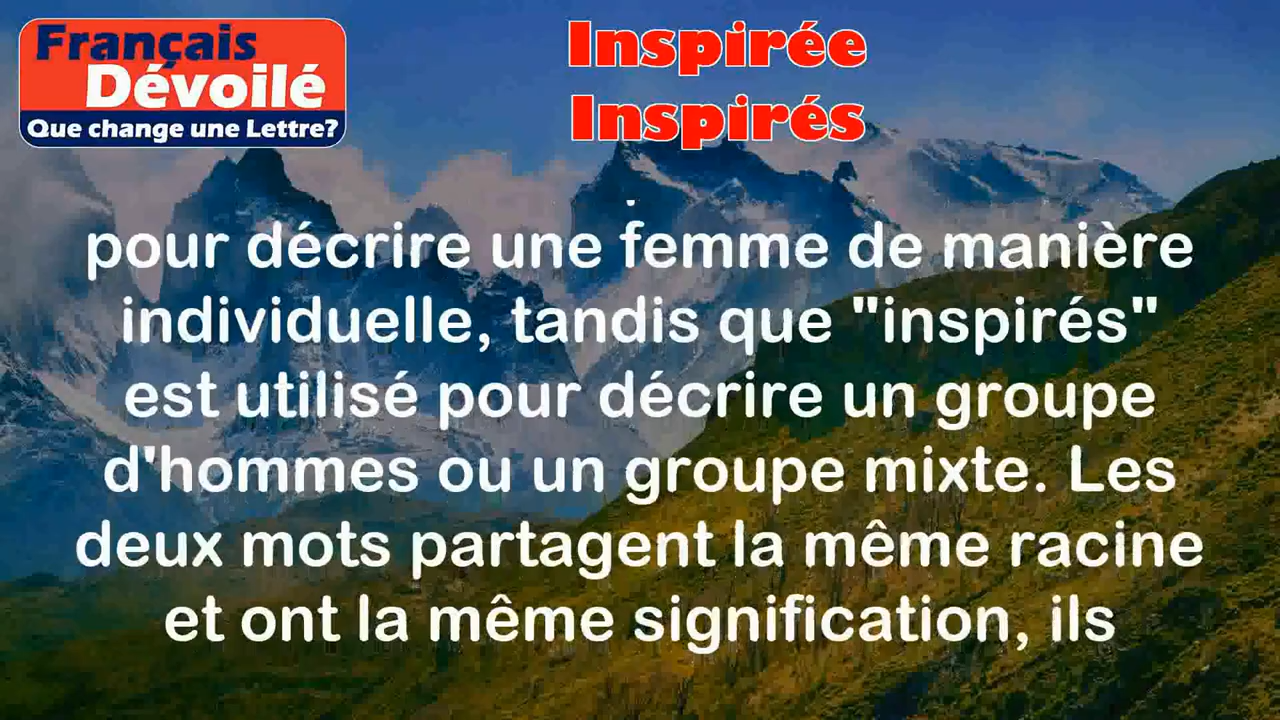 Français
Dévoilé
Que change une Lettre?
Inspirée
Inspirés
pour décrire une femme de manière
individuelle, tandis que "inspirés"
est utilisé pour décrire un groupe
d'hommes ou un groupe mixte. Les
deux mots partagent la même racine
et ont la même signification, ils